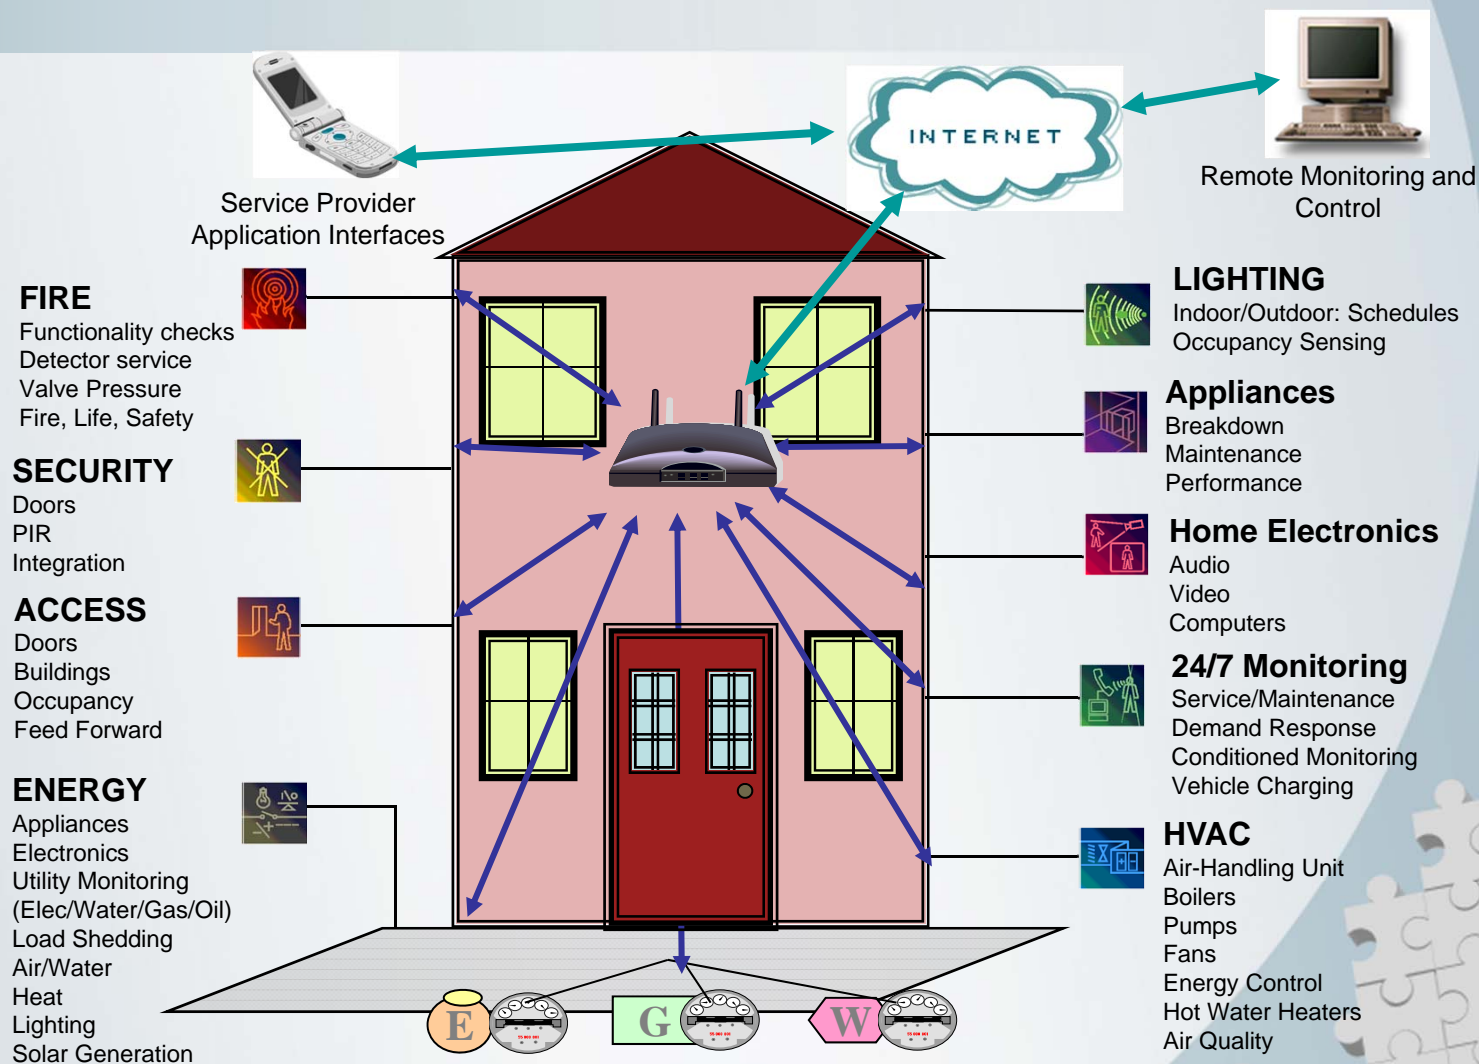 INTERNET
Service Provider
Application Interfaces
Remote Monitoring and
Control
FIRE
Functionality checks
Detector service
Valve Pressure
Fire, Life, Safety
SECURITY
Doors
PIR
Integration
ACCESS
Doors
Buildings
Occupancy
Feed Forward
ENERGY
Appliances
Electronics
Utility Monitoring
(Elec/Water/Gas/Oil)
Load Shedding
Air/Water
Heat
Lighting
Solar Generation
LIGHTING
Indoor/Outdoor: Schedules
Occupancy Sensing
Appliances
Breakdown
Maintenance
Performance
Home Electronics
Audio
Video
Computers
24/7 Monitoring
Service/Maintenance
Demand Response
Conditioned Monitoring
Vehicle Charging
HVAC
Air-Handling Unit
Boilers
Pumps
Fans
Energy Control
Hot Water Heaters
Air Quality
E
G
W